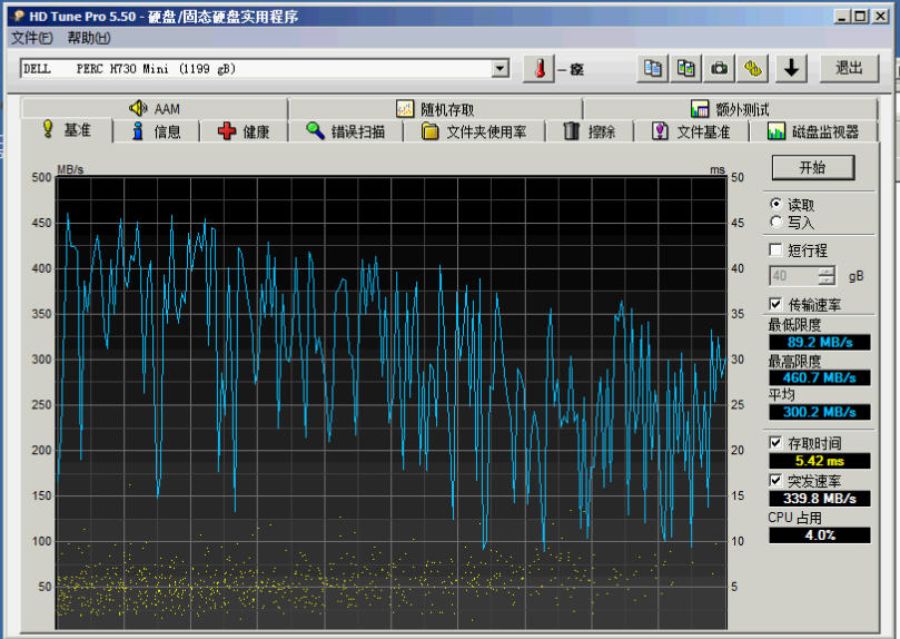 HD Tune Pro 5.50 - 硬盘/固态硬盘实用程序
文件(F) 帮助(H)
DELL PERC H730 Mini (1199 gB)
退出
AAM 随机存取 额外测试
基准 信息 健康 错误扫描 文件夹使用率 擦除 文件基准 磁盘监视器
MB/s
ms
500
450
400
350
300
250
200
150
100
50
50
45
40
35
30
25
20
15
10
5
开始
读取
写入
短行程
40 gB
传输速率
最低限度
89.2 MB/s
最高限度
460.7 MB/s
平均
300.2 MB/s
存取时间
5.42 ms
突发速率
339.8 MB/s
CPU 占用
4.0%